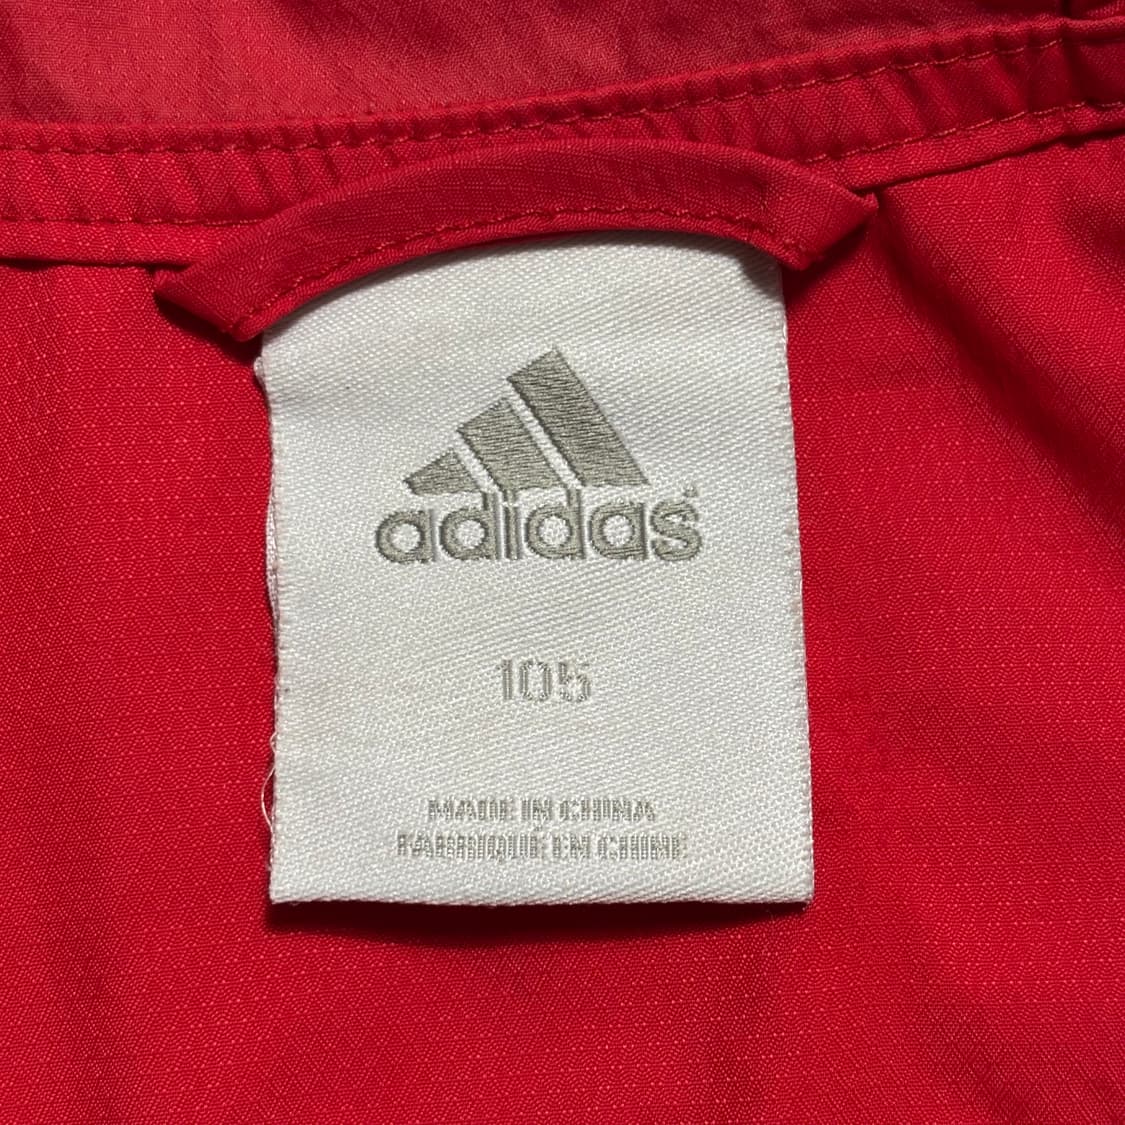 adidas
105
MADE IN CHINA
FABRIQUÉ EN CHINE